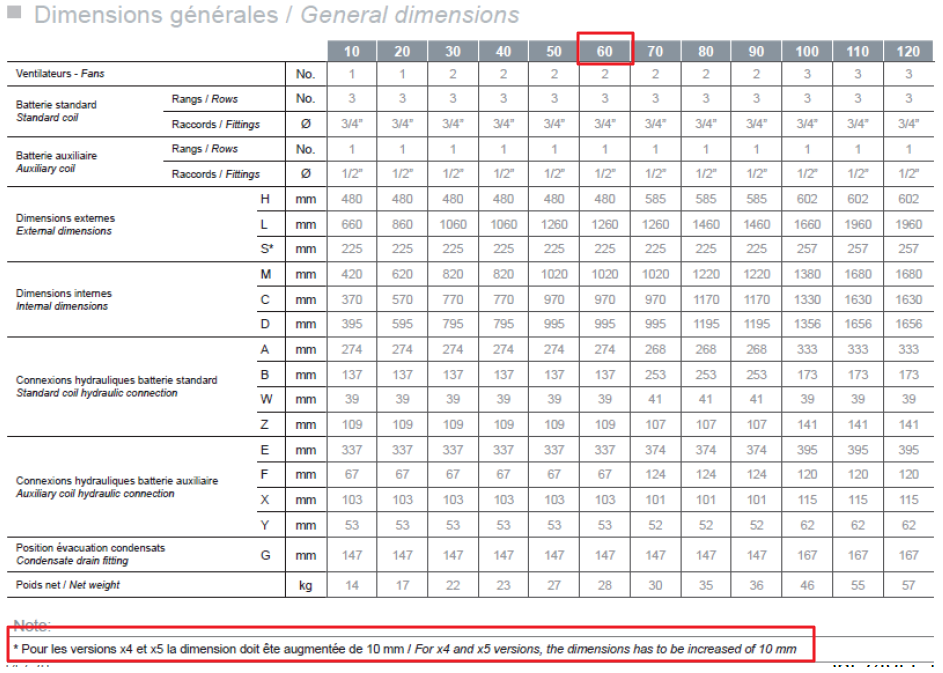 Dimensions générales / General dimensions
10 20 30 40 50 60 70 80 90 100 110 120
Ventilateurs - Fans No. 1 1 2 2 2 2 2 2 2 3 3 3
Batterie standard
Standard coil
Rangs / Rows No. 3 3 3 3 3 3 3 3 3 3 3 3
Raccords / Fittings Ø 3/4" 3/4" 3/4" 3/4" 3/4" 3/4" 3/4" 3/4" 3/4" 3/4" 3/4" 3/4"
Batterie auxiliaire
Auxiliary coil
Rangs / Rows No. 1 1 1 1 1 1 1 1 1 1 1 1
Raccords / Fittings Ø 1/2" 1/2" 1/2" 1/2" 1/2" 1/2" 1/2" 1/2" 1/2" 1/2" 1/2" 1/2"
Dimensions externes
External dimensions
H mm 480 480 480 480 480 480 585 585 585 602 602 602
L mm 660 860 1060 1060 1260 1260 1260 1460 1460 1660 1960 1960
S* mm 225 225 225 225 225 225 225 225 225 257 257 257
Dimensions internes
Internal dimensions
M mm 420 620 820 820 1020 1020 1020 1220 1220 1380 1680 1680
C mm 370 570 770 770 970 970 970 1170 1170 1330 1630 1630
D mm 395 595 795 795 995 995 995 1195 1195 1356 1656 1656
Connexions hydrauliques batterie standard
Standard coil hydraulic connection
A mm 274 274 274 274 274 274 268 268 268 333 333 333
B mm 137 137 137 137 137 137 253 253 253 173 173 173
W mm 39 39 39 39 39 39 41 41 41 39 39 39
Z mm 109 109 109 109 109 109 107 107 107 141 141 141
Connexions hydrauliques batterie auxiliaire
Auxiliary coil hydraulic connection
E mm 337 337 337 337 337 337 374 374 374 395 395 395
F mm 67 67 67 67 67 67 124 124 124 120 120 120
X mm 103 103 103 103 103 103 101 101 101 115 115 115
Y mm 53 53 53 53 53 53 52 52 52 62 62 62
Position évacuation condensats
Condensate drain fitting
G mm 147 147 147 147 147 147 147 147 147 167 167 167
Poids net / Net weight kg 14 17 22 23 27 28 30 35 36 46 55 57
Note:
* Pour les versions x4 et x5 la dimension doit ête augmentée de 10 mm / For x4 and x5 versions, the dimensions has to be increased of 10 mm